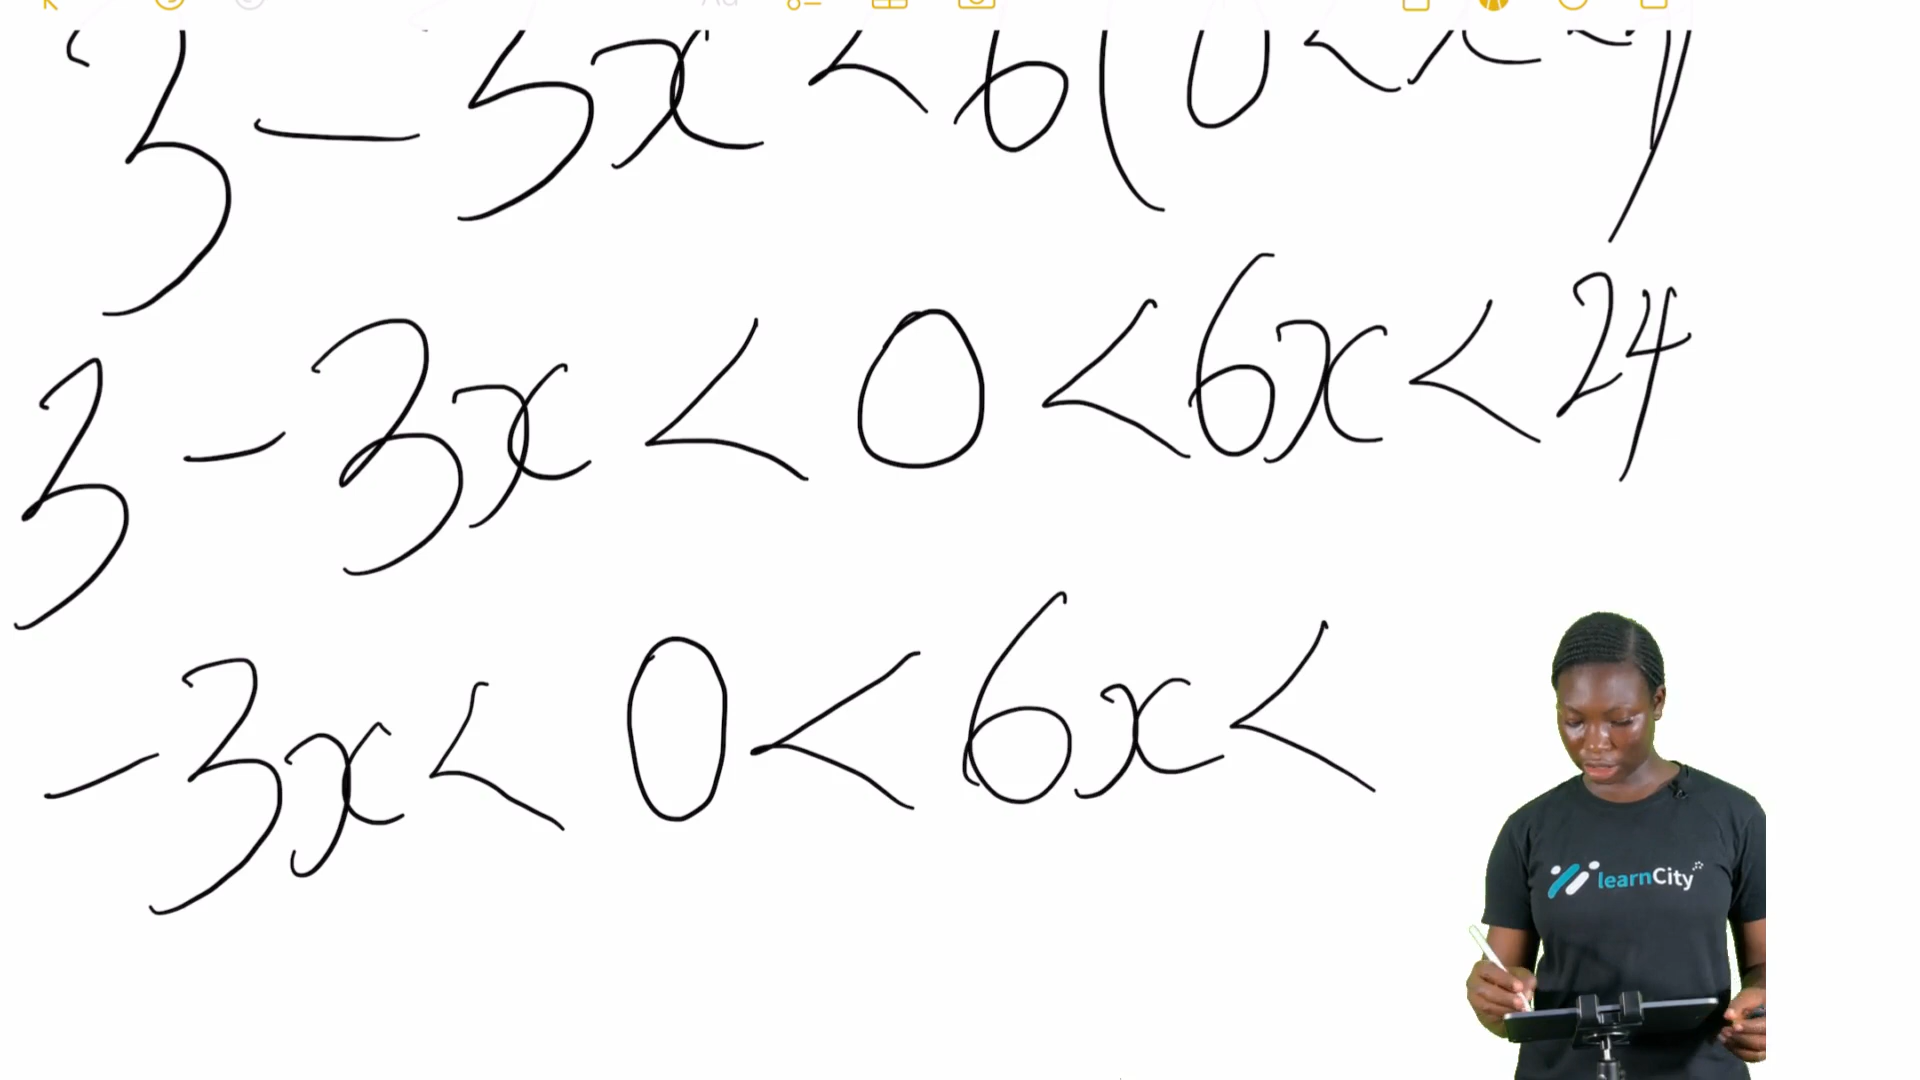 3 - 3x < 6(0 < x < 4)
3 - 3x < 0 < 6x < 24
-3x < 0 < 6x <
learnCity